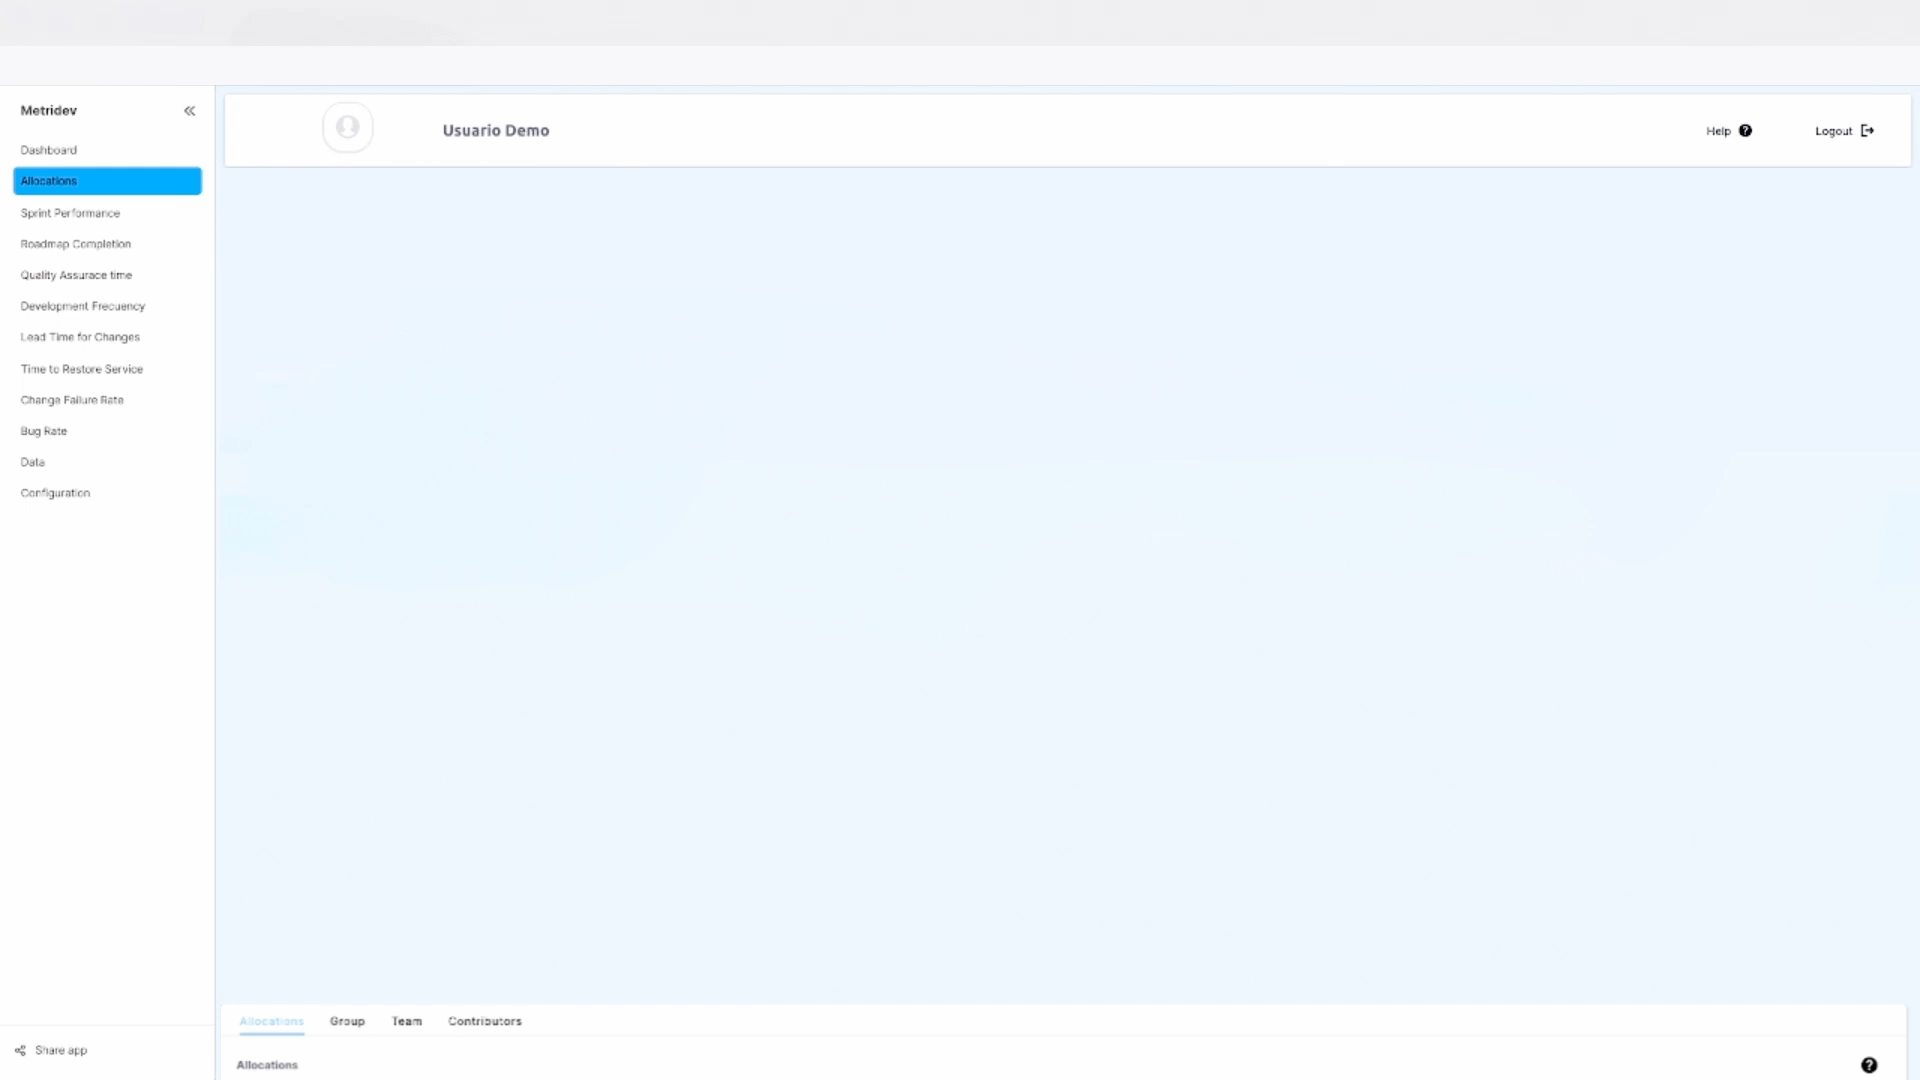 Metridev
Usuario Demo
Help
Logout
Dashboard
Allocations
Sprint Performance
Roadmap Completion
Quality Assurace time
Development Frecuency
Lead Time for Changes
Time to Restore Service
Change Failure Rate
Bug Rate
Data
Configuration
Allocations Group Team Contributors
Share app
Allocations